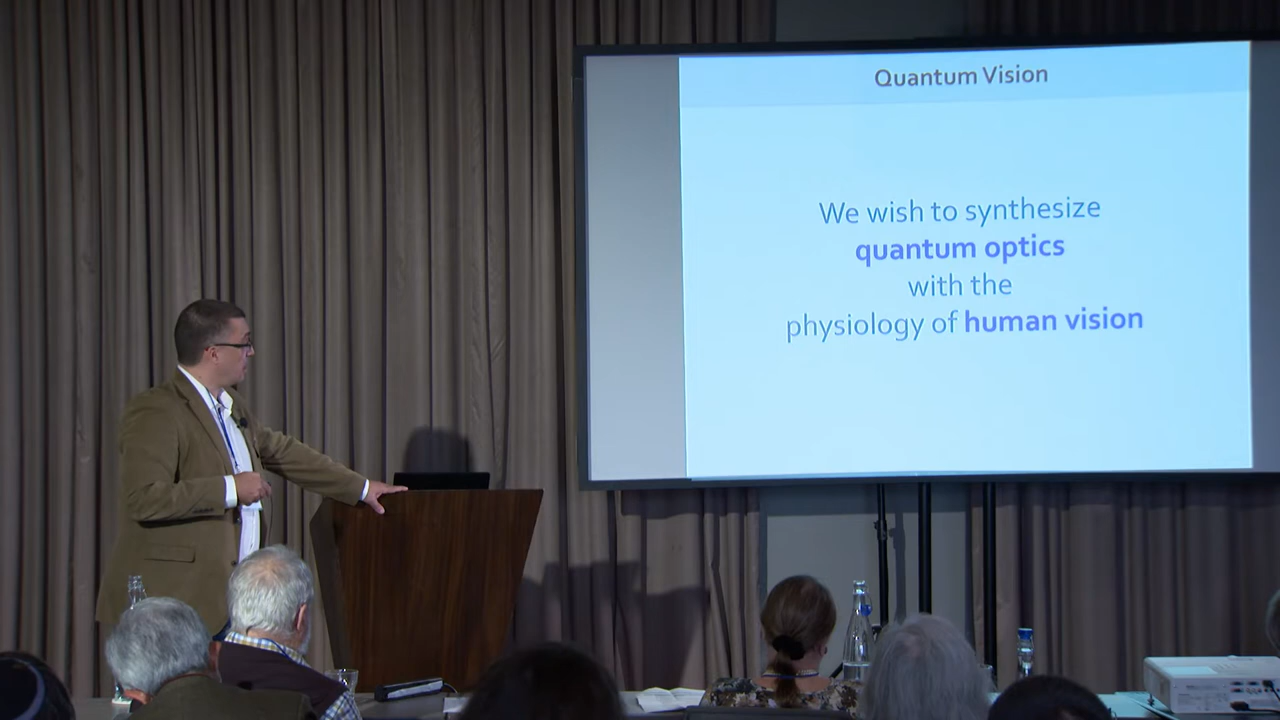 Quantum Vision
We wish to synthesize
quantum optics
with the
physiology of human vision